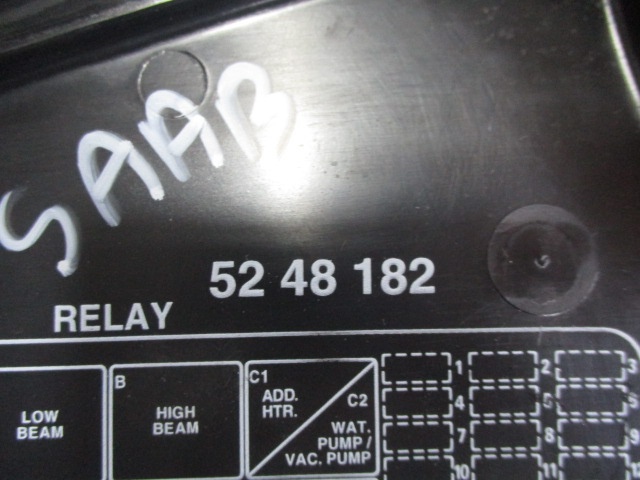 SAAB
52 48 182
RELAY
LOW
BEAM
B
HIGH
BEAM
C1
ADD.
HTR.
C2
WAT.
PUMP /
VAC. PUMP
1 2 3
4 5 6
7 8 9
10 11 12